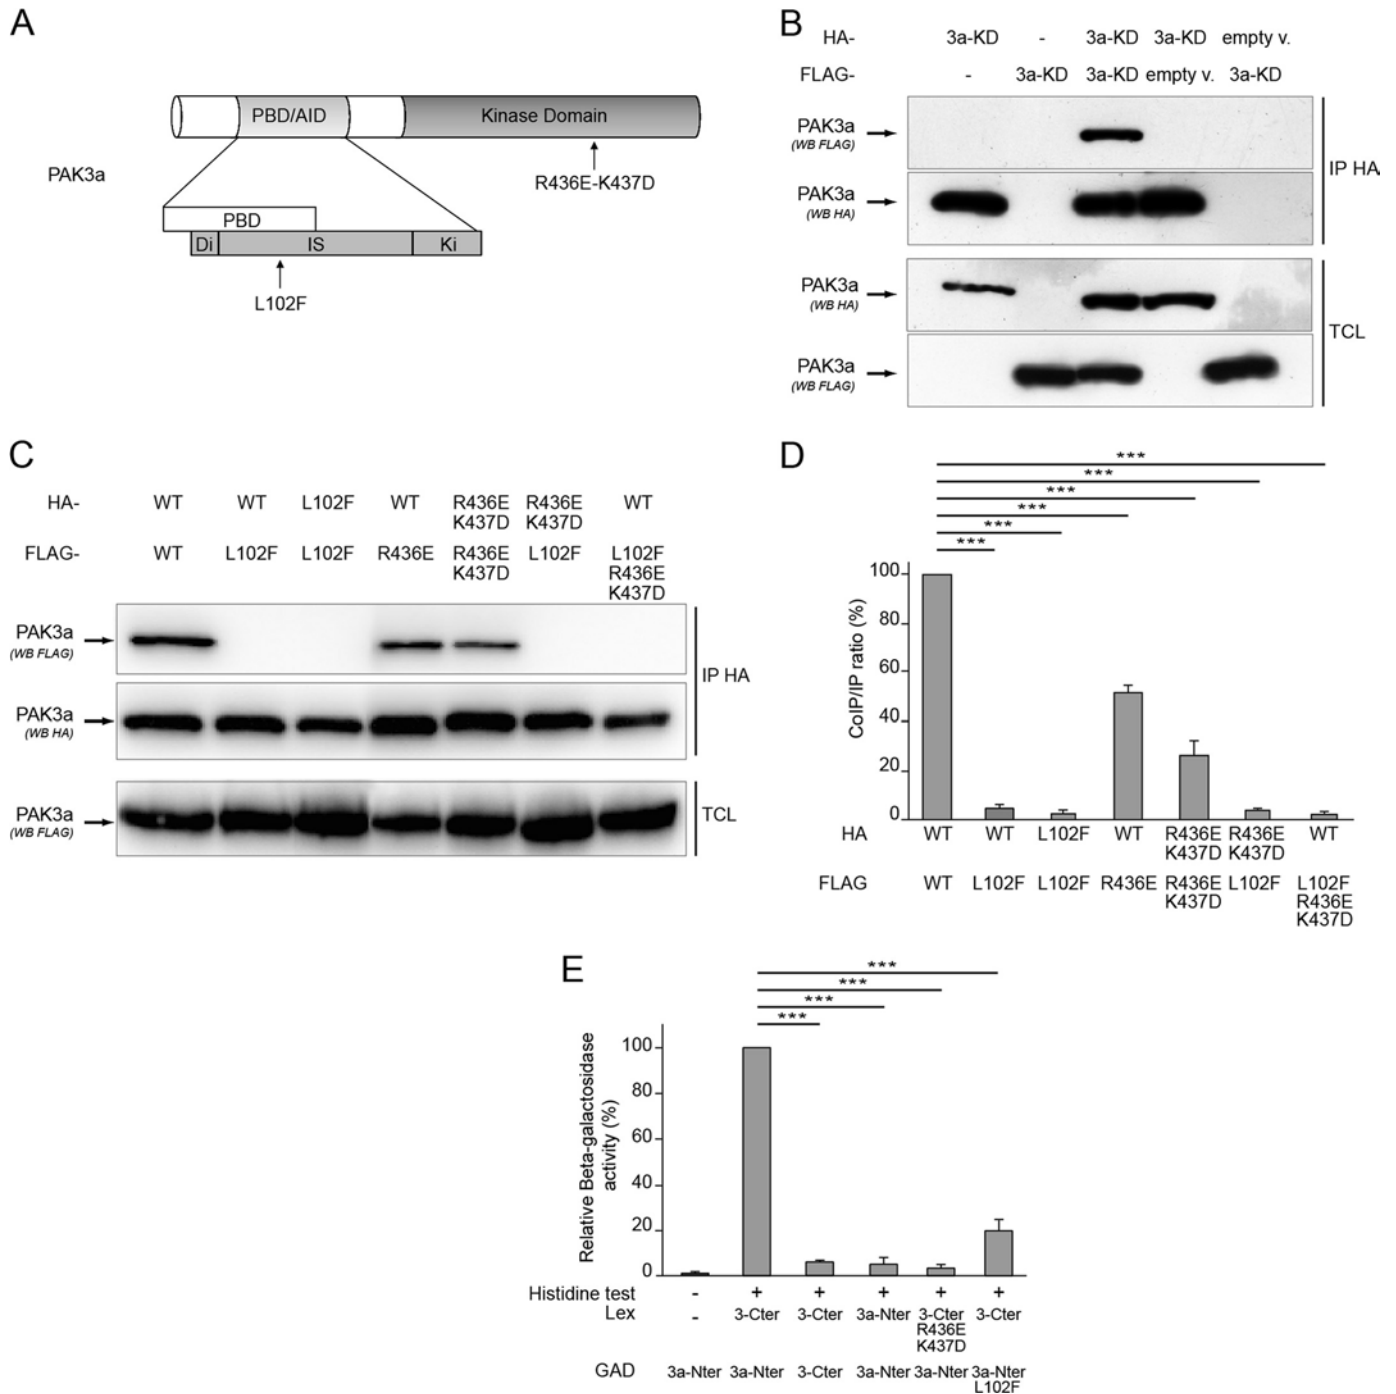 A
PBD/AID
Kinase Domain
PAK3a
R436E-K437D
PBD
Di
IS
Ki
L102F
B
HA- 3a-KD - 3a-KD 3a-KD empty v.
FLAG- - 3a-KD 3a-KD empty v. 3a-KD
PAK3a
(WB FLAG)
IP HA
PAK3a
(WB HA)
PAK3a
(WB HA)
TCL
PAK3a
(WB FLAG)
C
HA- WT WT L102F WT R436E R436E WT
K437D K437D
FLAG- WT L102F L102F R436E R436E L102F L102F
K437D R436E
K437D
PAK3a
(WB FLAG)
IP HA
PAK3a
(WB HA)
PAK3a
(WB FLAG)
TCL
D
***
***
***
***
***
***
CoIP/IP ratio (%)
100
80
60
40
20
0
HA WT WT L102F WT R436E R436E WT
K437D K437D
FLAG WT L102F L102F R436E R436E L102F L102F
K437D R436E
K437D
E
***
***
***
***
Relative Beta-galactosidase
activity (%)
100
80
60
40
20
0
Histidine test - + + + + +
Lex - 3-Cter 3-Cter 3a-Nter 3-Cter 3-Cter
R436E
K437D
GAD 3a-Nter 3a-Nter 3-Cter 3a-Nter 3a-Nter 3a-Nter
L102F